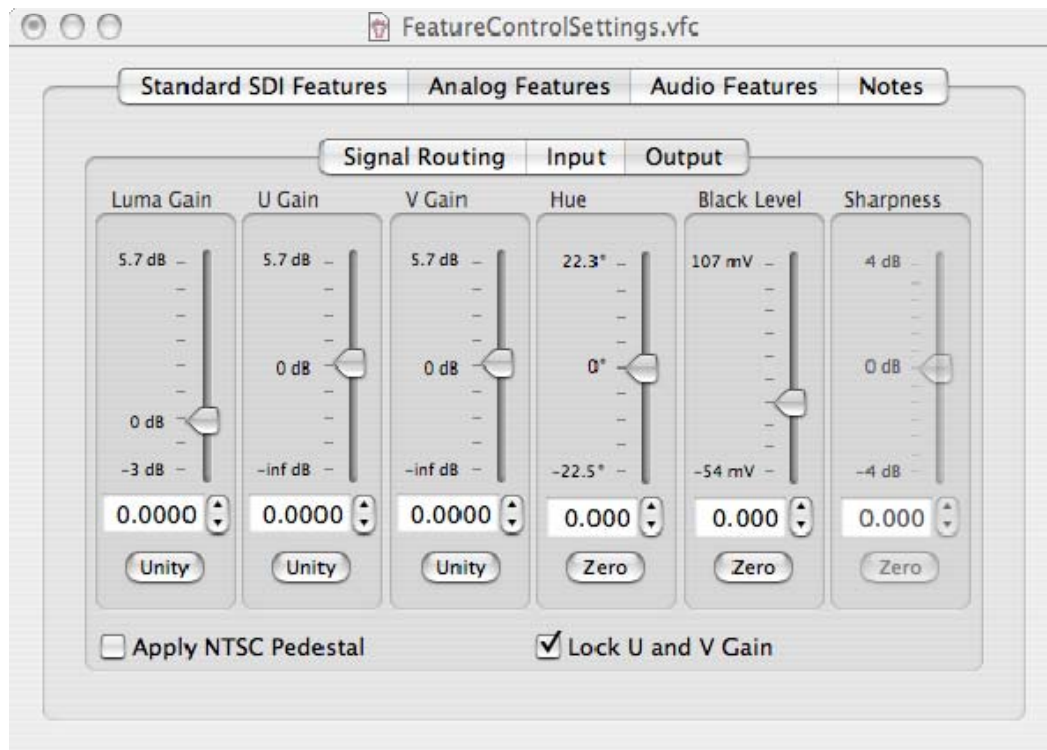 FeatureControlSettings.vfc
Standard SDI Features Analog Features Audio Features Notes
Signal Routing Input Output
Luma Gain U Gain V Gain Hue Black Level Sharpness
5.7 dB 5.7 dB 5.7 dB 22.3° 107 mV 4 dB
0 dB 0 dB 0° 0 dB
0 dB
-3 dB -inf dB -inf dB -22.5° -54 mV -4 dB
0.0000 0.0000 0.0000 0.000 0.000 0.000
Unity Unity Unity Zero Zero Zero
Apply NTSC Pedestal Lock U and V Gain